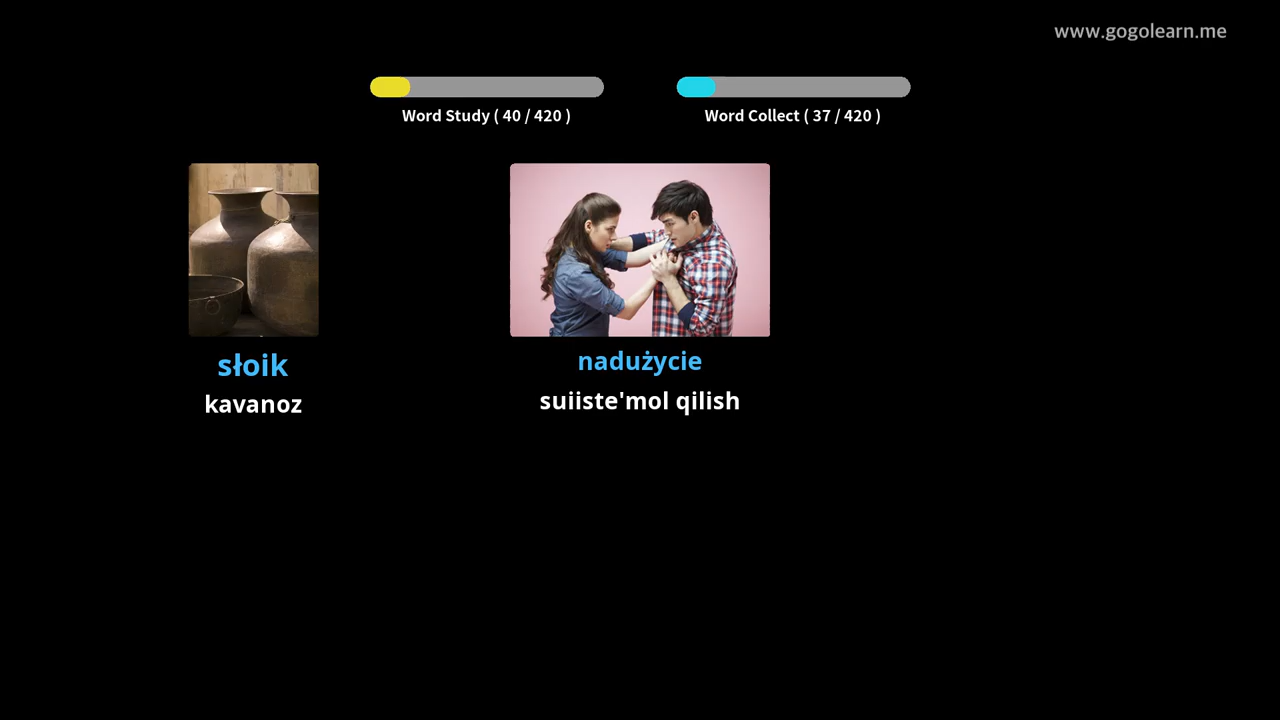 www.gogolearn.me
Word Study ( 40 / 420 )
Word Collect ( 37 / 420 )
słoik
kavanoz
nadużycie
suiiste'mol qilish